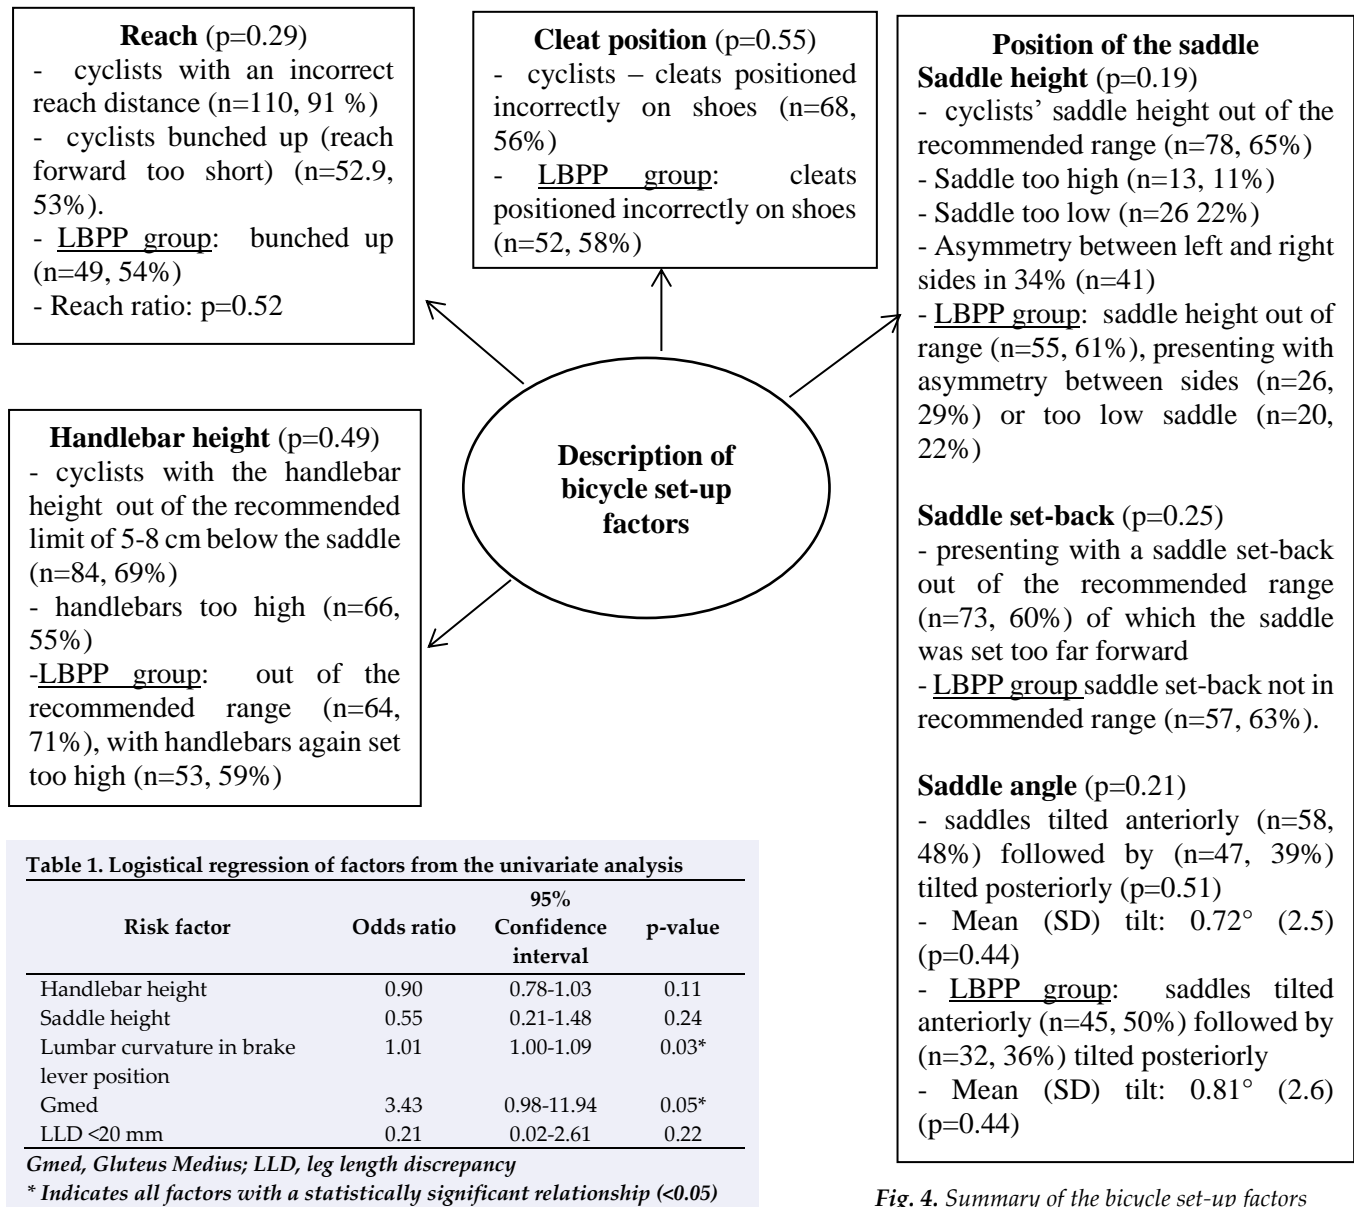 Reach (p=0.29)
- cyclists with an incorrect
reach distance (n=110, 91 %)
- cyclists bunched up (reach
forward too short) (n=52.9,
53%).
- LBPP group: bunched up
(n=49, 54%)
- Reach ratio: p=0.52
Cleat position (p=0.55)
- cyclists – cleats positioned
incorrectly on shoes (n=68,
56%)
- LBPP group: cleats
positioned incorrectly on shoes
(n=52, 58%)
Position of the saddle
Saddle height (p=0.19)
- cyclists’ saddle height out of the
recommended range (n=78, 65%)
- Saddle too high (n=13, 11%)
- Saddle too low (n=26 22%)
- Asymmetry between left and right
sides in 34% (n=41)
- LBPP group: saddle height out of
range (n=55, 61%), presenting with
asymmetry between sides (n=26,
29%) or too low saddle (n=20,
22%)
Saddle set-back (p=0.25)
- presenting with a saddle set-back
out of the recommended range
(n=73, 60%) of which the saddle
was set too far forward
- LBPP group saddle set-back not in
recommended range (n=57, 63%).
Saddle angle (p=0.21)
- saddles tilted anteriorly (n=58,
48%) followed by (n=47, 39%)
tilted posteriorly (p=0.51)
- Mean (SD) tilt: 0.72° (2.5)
(p=0.44)
- LBPP group: saddles tilted
anteriorly (n=45, 50%) followed by
(n=32, 36%) tilted posteriorly
- Mean (SD) tilt: 0.81° (2.6)
(p=0.44)
Handlebar height (p=0.49)
- cyclists with the handlebar
height out of the recommended
limit of 5-8 cm below the saddle
(n=84, 69%)
- handlebars too high (n=66,
55%)
-LBPP group: out of the
recommended range (n=64,
71%), with handlebars again set
too high (n=53, 59%)
Description of
bicycle set-up
factors
Table 1. Logistical regression of factors from the univariate analysis
Risk factor Odds ratio 95% Confidence interval p-value
Handlebar height 0.90 0.78-1.03 0.11
Saddle height 0.55 0.21-1.48 0.24
Lumbar curvature in brake 1.01 1.00-1.09 0.03*
lever position
Gmed 3.43 0.98-11.94 0.05*
LLD <20 mm 0.21 0.02-2.61 0.22
Gmed, Gluteus Medius; LLD, leg length discrepancy
* Indicates all factors with a statistically significant relationship (<0.05)
Fig. 4. Summary of the bicycle set-up factors